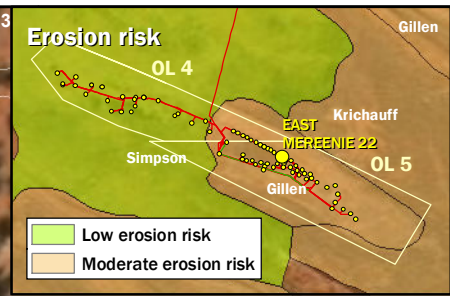 3
Gillen
Erosion risk
OL 4
Krichauff
EAST
MEREENIE 22
OL 5
Simpson
Gillen
Low erosion risk
Moderate erosion risk